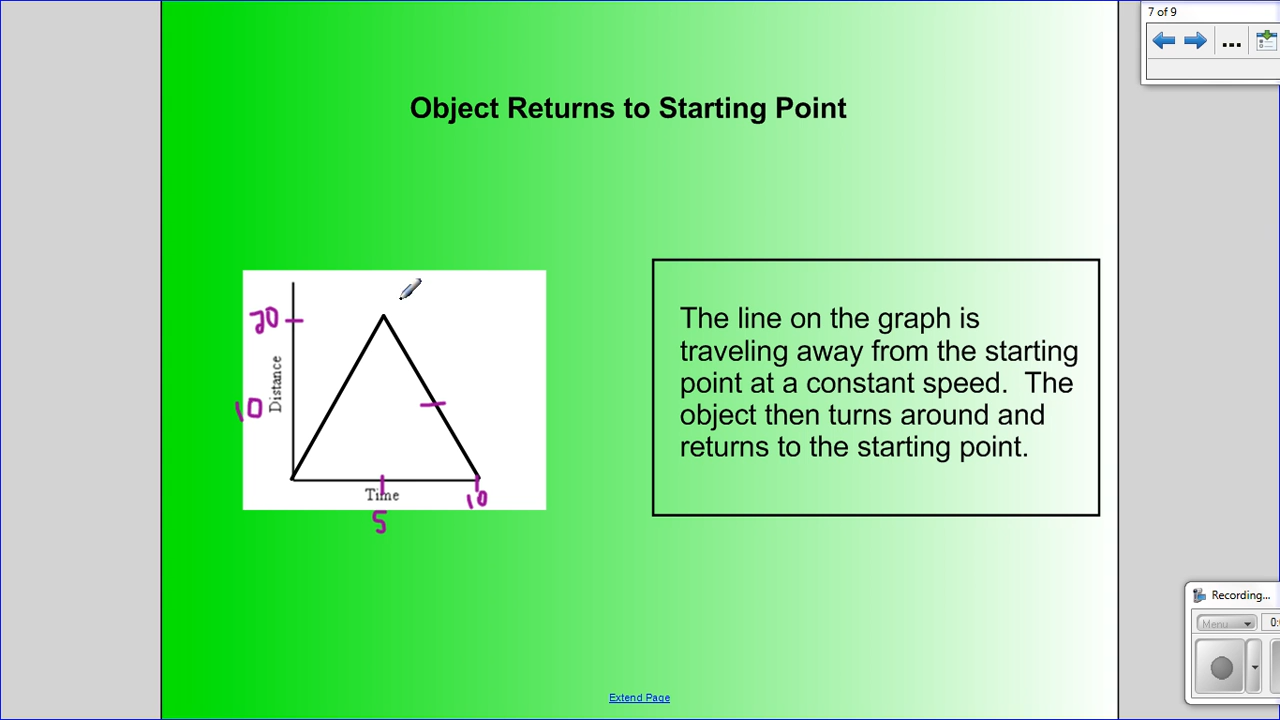 7 of 9
Object Returns to Starting Point
20
Distance
10
Time
5
10
The line on the graph is
traveling away from the starting
point at a constant speed. The
object then turns around and
returns to the starting point.
Recording...
Menu
Extend Page